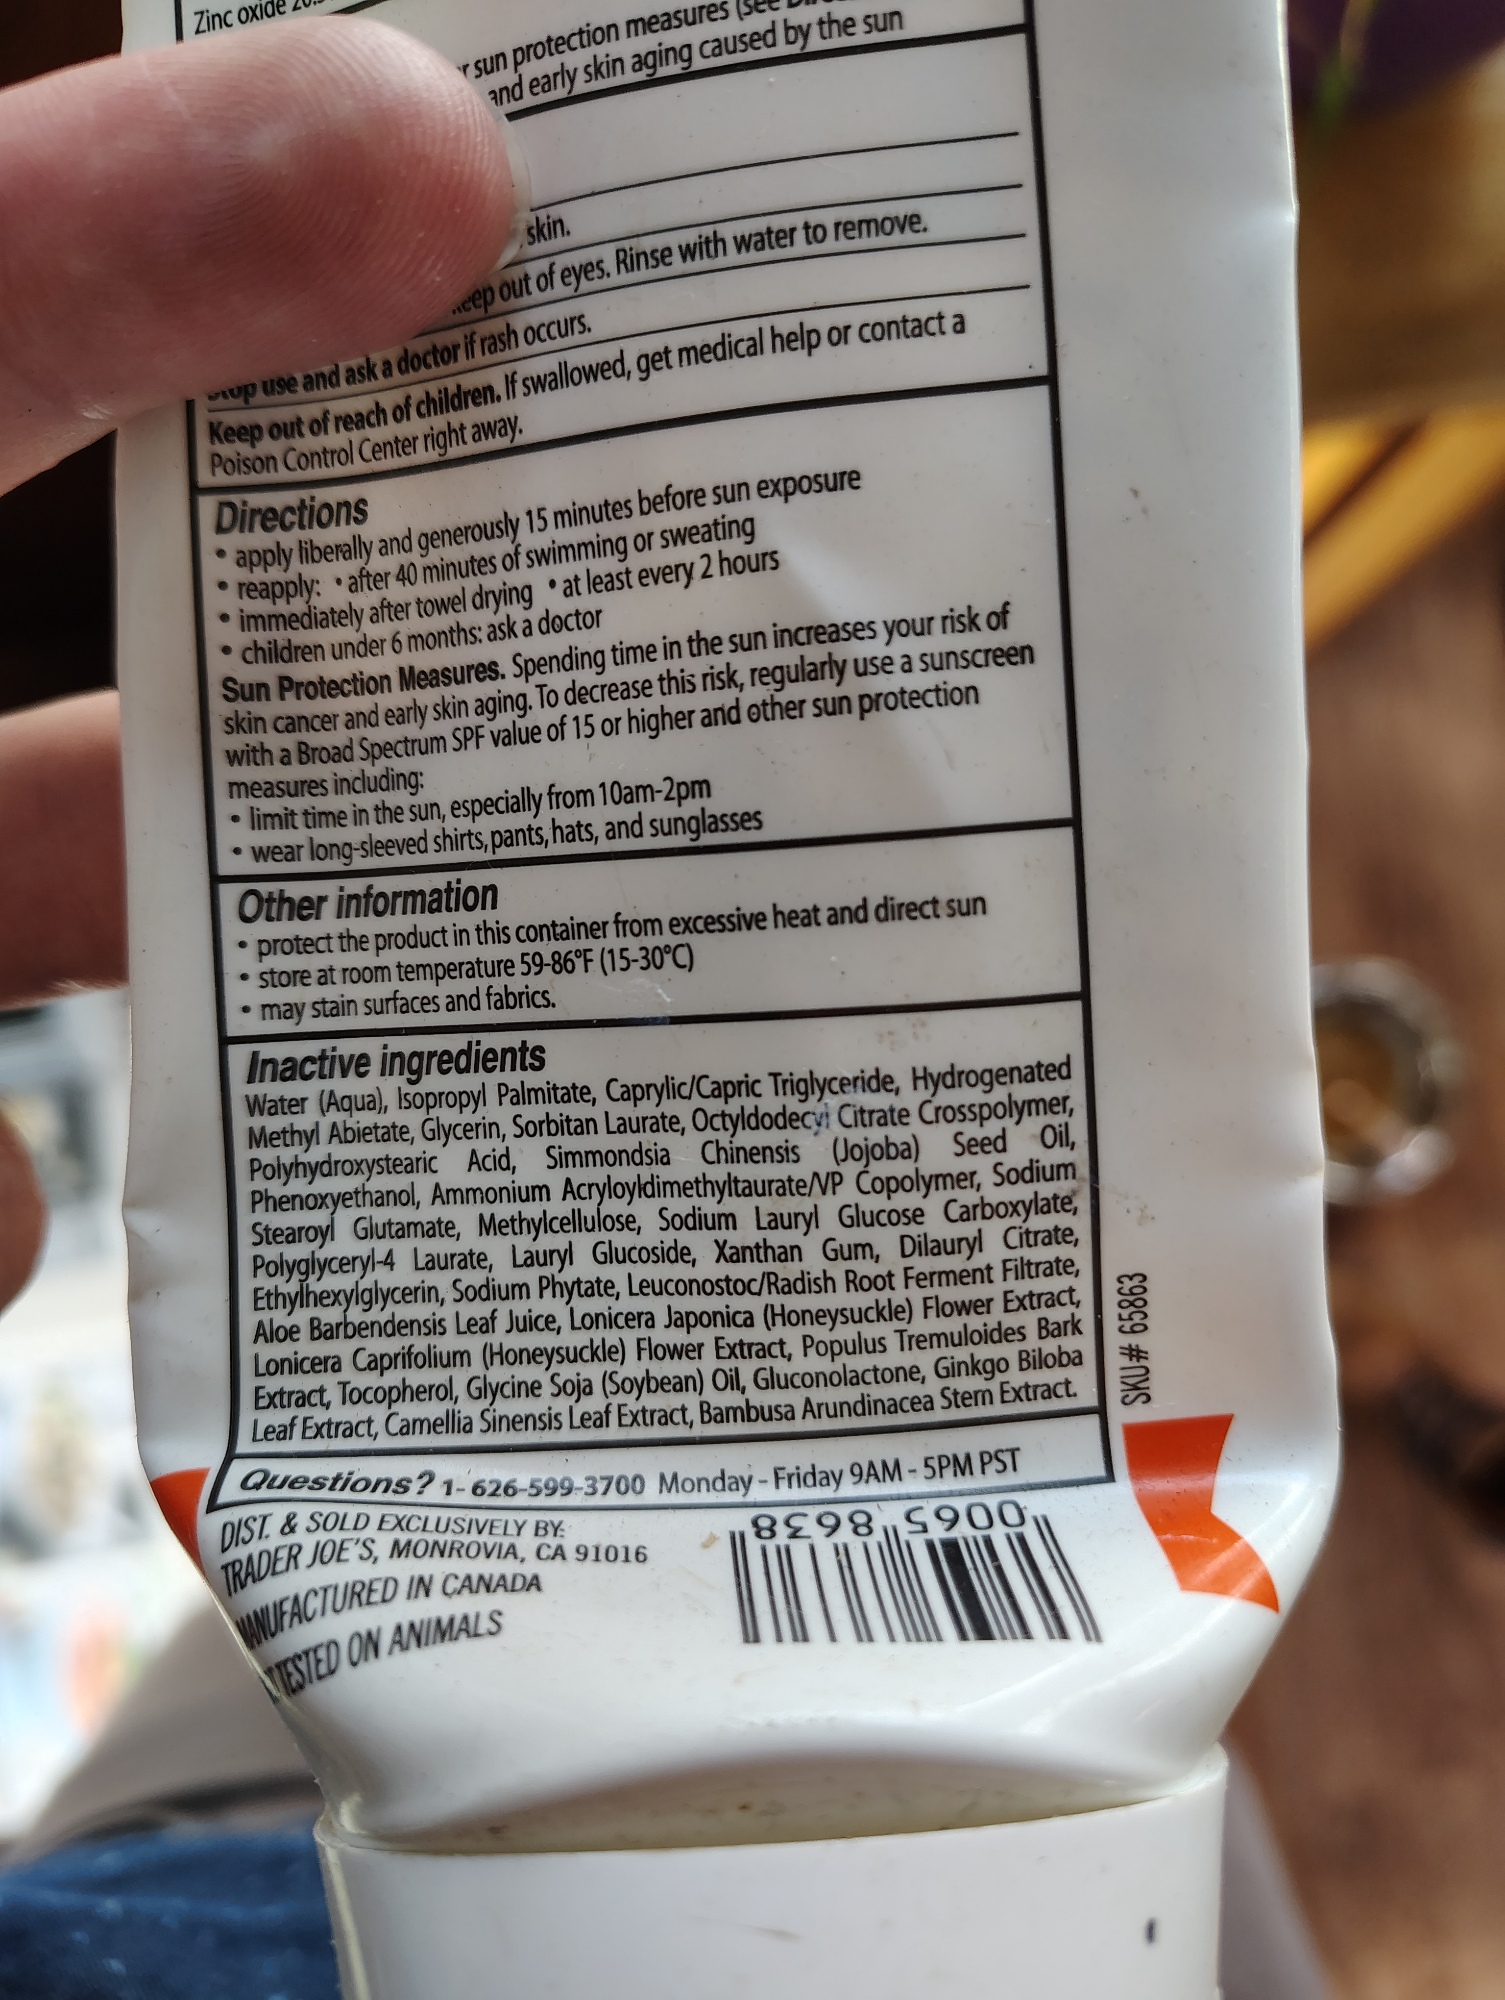 Zinc oxide
sun protection measures (see
and early skin aging caused by the sun
skin.
out of eyes. Rinse with water to remove.
use and ask a doctor if rash occurs.
Keep out of reach of children. If swallowed, get medical help or contact a
Poison Control Center right away.
Directions
• apply liberally and generously 15 minutes before sun exposure
• reapply: • after 40 minutes of swimming or sweating
• immediately after towel drying • at least every 2 hours
• children under 6 months: ask a doctor
Sun Protection Measures. Spending time in the sun increases your risk of
skin cancer and early skin aging. To decrease this risk, regularly use a sunscreen
with a Broad Spectrum SPF value of 15 or higher and other sun protection
measures including:
• limit time in the sun, especially from 10am-2pm
• wear long-sleeved shirts, pants, hats, and sunglasses
Other information
• protect the product in this container from excessive heat and direct sun
• store at room temperature 59-86°F (15-30°C)
• may stain surfaces and fabrics.
Inactive ingredients
Water (Aqua), Isopropyl Palmitate, Caprylic/Capric Triglyceride, Hydrogenated
Methyl Abietate, Glycerin, Sorbitan Laurate, Octyldodecyl Citrate Crosspolymer,
Polyhydroxystearic Acid, Simmondsia Chinensis (Jojoba) Seed Oil,
Phenoxyethanol, Ammonium Acryloyldimethyltaurate/VP Copolymer, Sodium
Stearoyl Glutamate, Methylcellulose, Sodium Lauryl Glucose Carboxylate,
Polyglyceryl-4 Laurate, Lauryl Glucoside, Xanthan Gum, Dilauryl Citrate,
Ethylhexylglycerin, Sodium Phytate, Leuconostoc/Radish Root Ferment Filtrate,
Aloe Barbendensis Leaf Juice, Lonicera Japonica (Honeysuckle) Flower Extract,
Lonicera Caprifolium (Honeysuckle) Flower Extract, Populus Tremuloides Bark
Extract, Tocopherol, Glycine Soja (Soybean) Oil, Gluconolactone, Ginkgo Biloba
Leaf Extract, Camellia Sinensis Leaf Extract, Bambusa Arundinacea Stem Extract.
SKU# 65863
Questions? 1-626-599-3700 Monday - Friday 9AM - 5PM PST
DIST. & SOLD EXCLUSIVELY BY:
TRADER JOE'S, MONROVIA, CA 91016
MANUFACTURED IN CANADA
TESTED ON ANIMALS
0065 8638